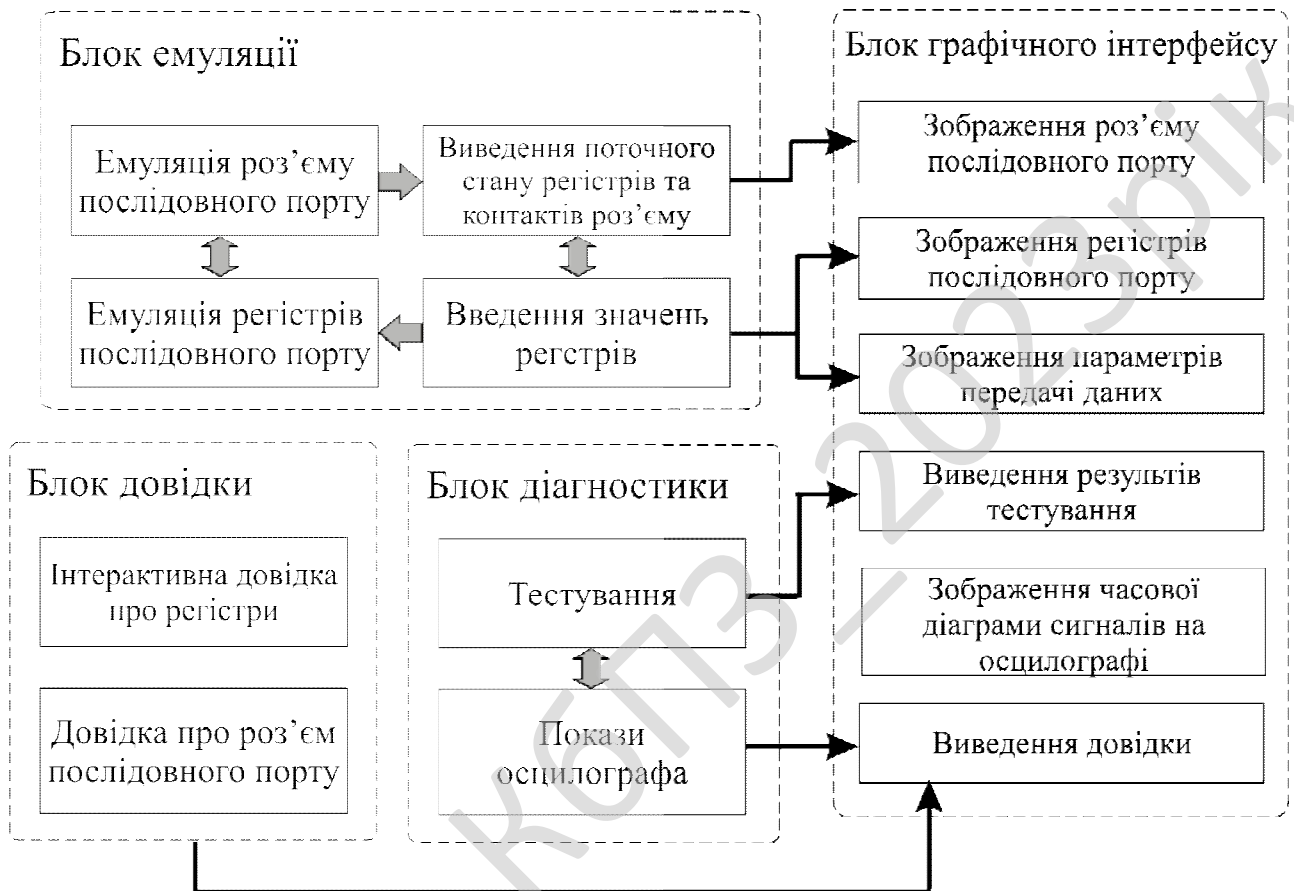 Блок емуляції
Емуляція роз’єму
послідовного порту
Виведення поточного
стану регістрів та
контактів роз’єму
Емуляція регістрів
послідовного порту
Введення значень
регстрів
Блок графічного інтерфейсу
Зображення роз’єму
послідовного порту
Зображення регістрів
послідовного порту
Зображення параметрів
передачі даних
Виведення результів
тестування
Зображення часової
діаграми сигналів на
осцилографі
Виведення довідки
Блок довідки
Інтерактивна довідка
про регістри
Довідка про роз’єм
послідовного порту
Блок діагностики
Тестування
Покази
осцилографа
КбПЗ_2023рік